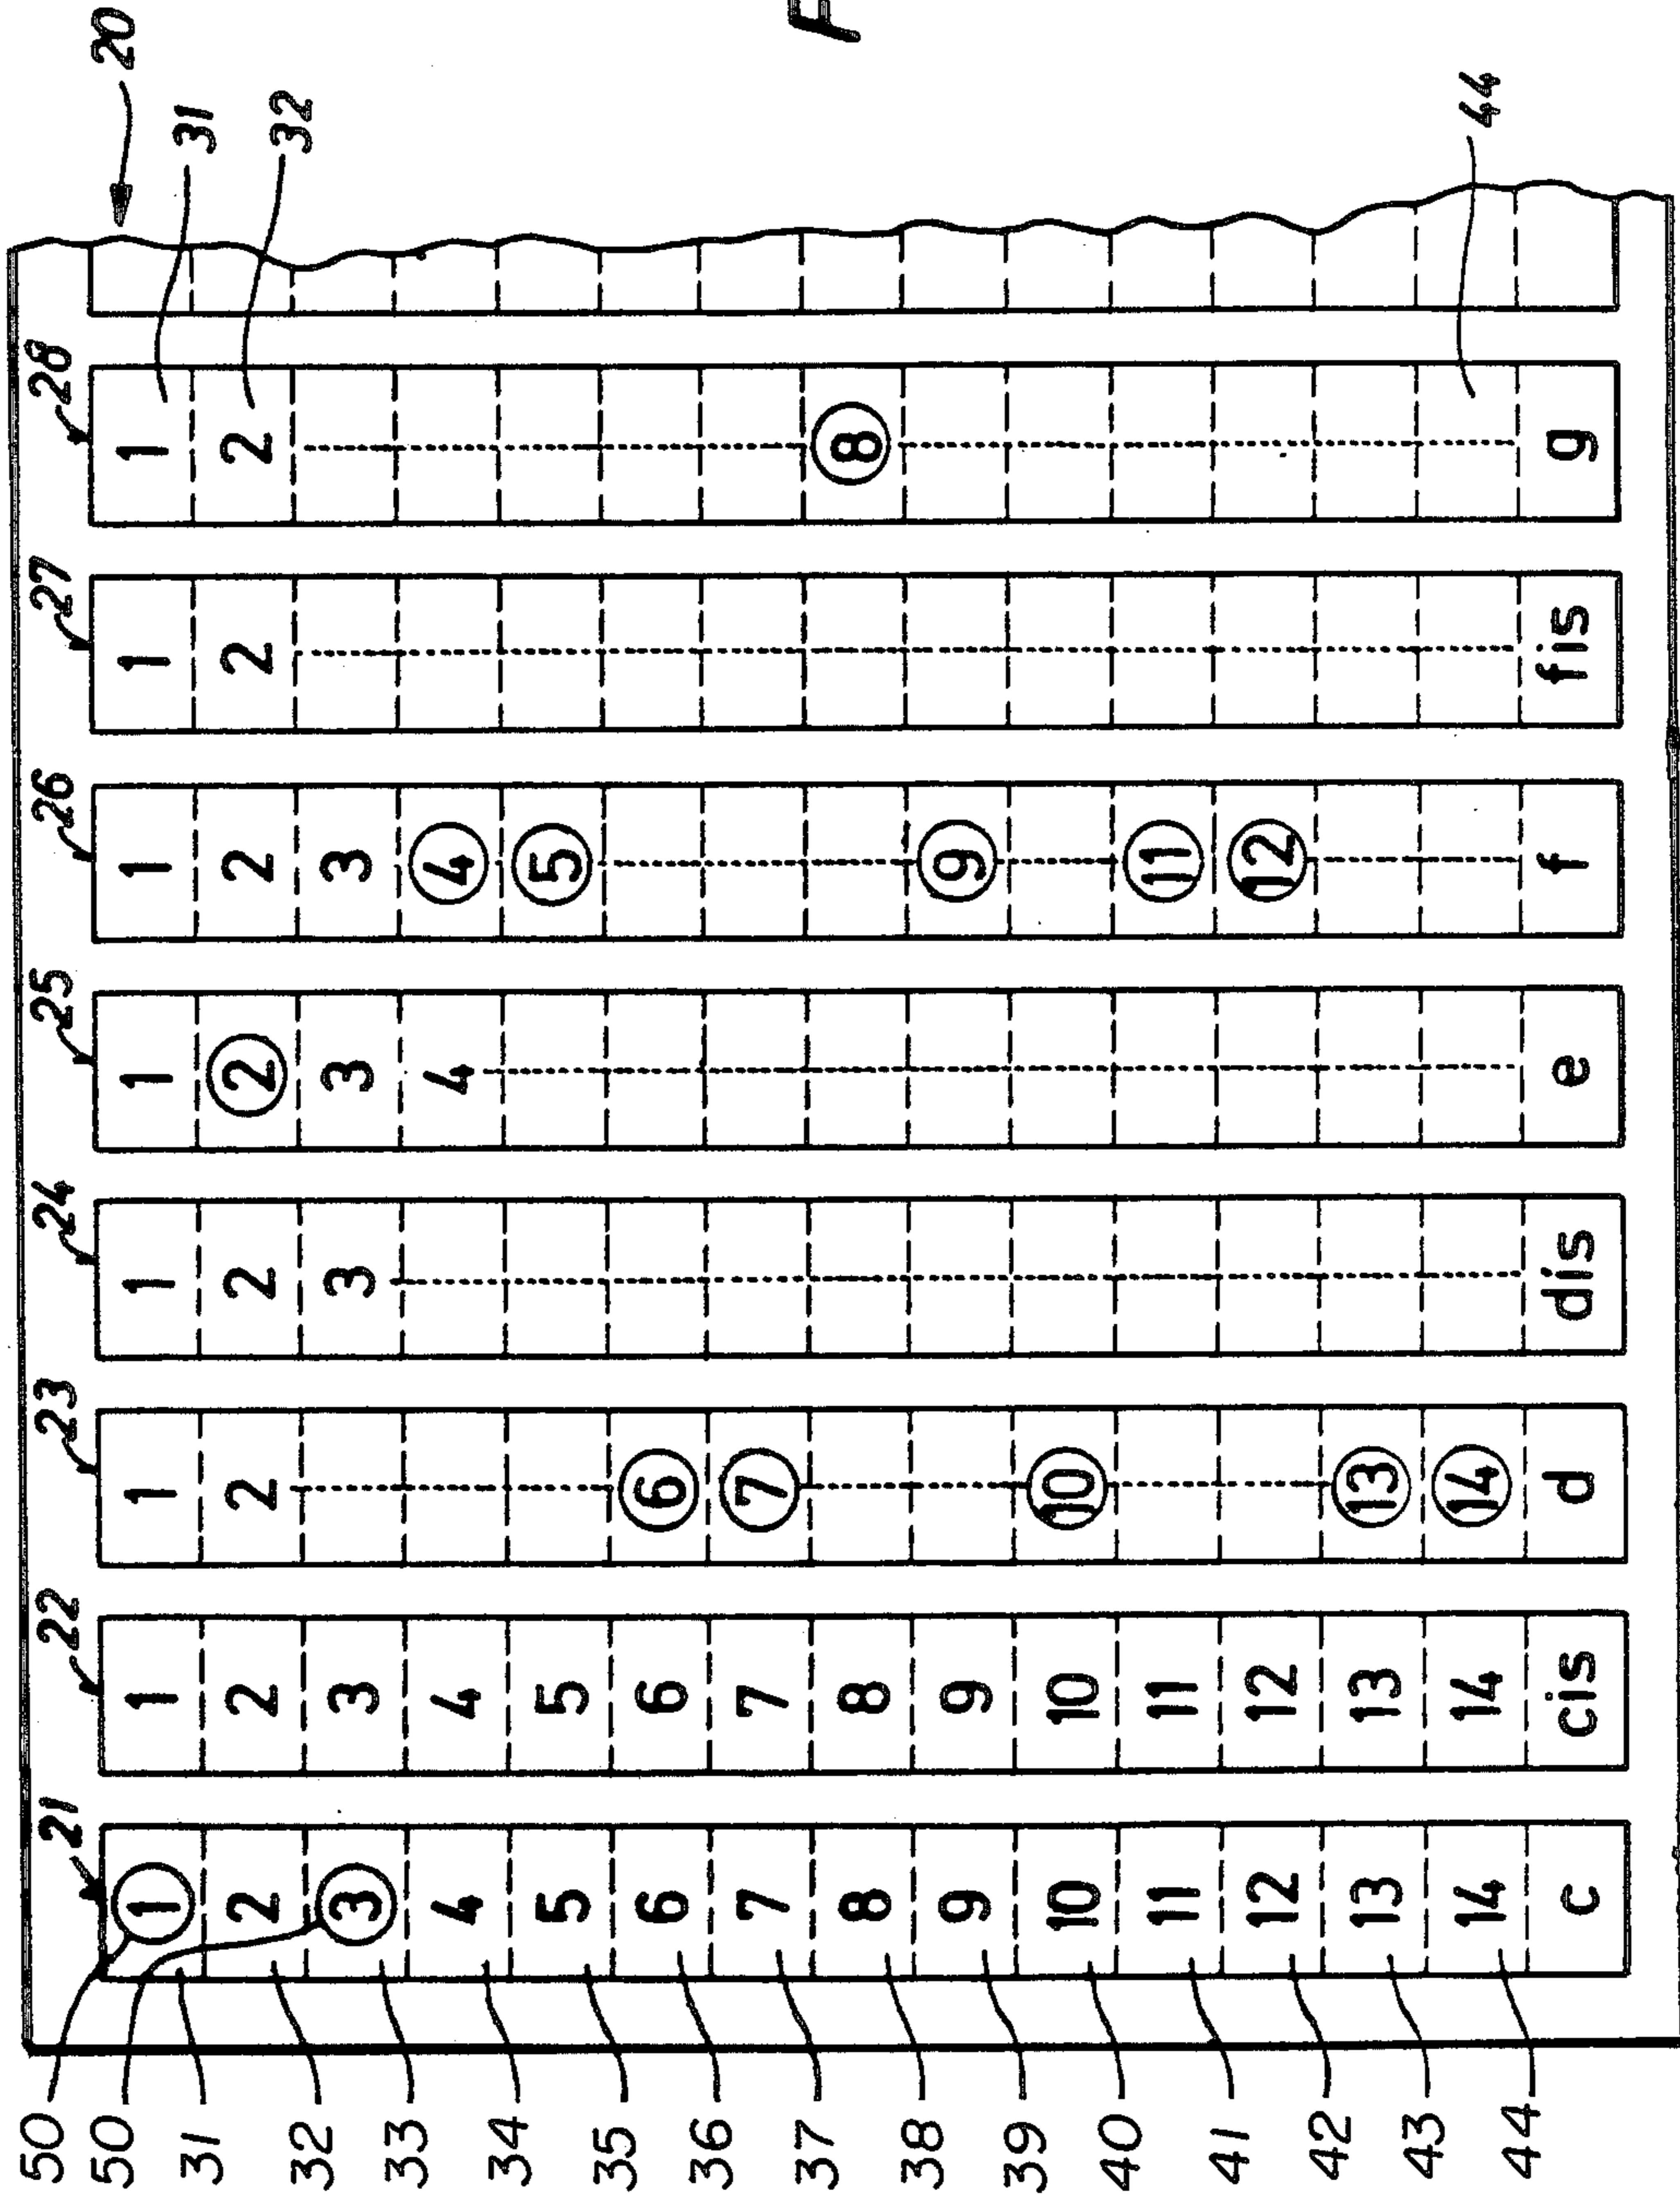 50 21 22 23 24 25 26 27 28
50 1 1 1 1 1 1 1 1 20
31 2 2 2 2 2 2 2 2 31
32 3 3 3 3 3 32
33 4 4 4 4
34 5 5 5
35 6 6 6
36 7 7 7
37 8 8 8
38 9 9 9
39 10 10 10
40 11 11 11
41 12 12 12
42 13 13 13
43 14 14 14 44
44 c cis d dis e f fis g